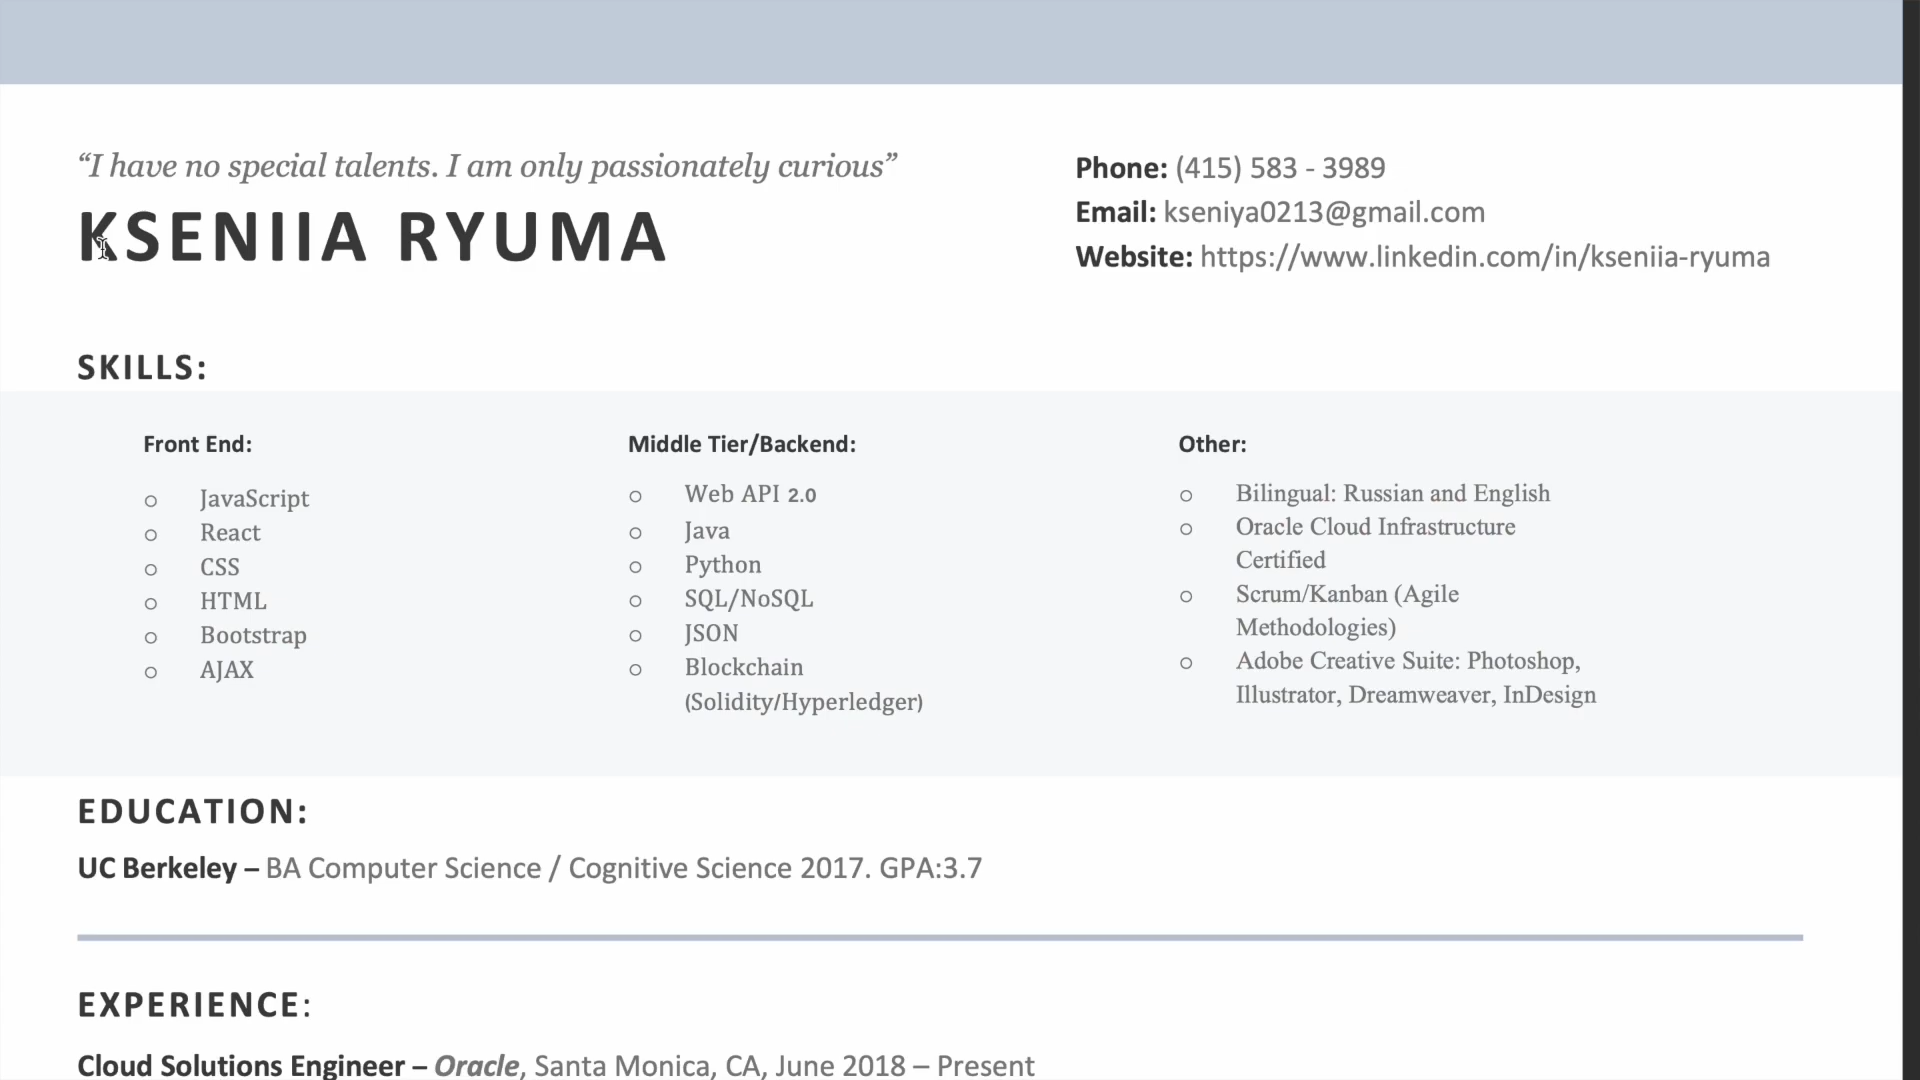 “I have no special talents. I am only passionately curious”
KSENIIA RYUMA
Phone: (415) 583 - 3989
Email: kseniya0213@gmail.com
Website: https://www.linkedin.com/in/kseniia-ryuma
SKILLS:
Front End:
o JavaScript
o React
o CSS
o HTML
o Bootstrap
o AJAX
Middle Tier/Backend:
o Web API 2.0
o Java
o Python
o SQL/NoSQL
o JSON
o Blockchain
(Solidity/Hyperledger)
Other:
o Bilingual: Russian and English
o Oracle Cloud Infrastructure
Certified
o Scrum/Kanban (Agile
Methodologies)
o Adobe Creative Suite: Photoshop,
Illustrator, Dreamweaver, InDesign
EDUCATION:
UC Berkeley – BA Computer Science / Cognitive Science 2017. GPA:3.7
EXPERIENCE:
Cloud Solutions Engineer – Oracle, Santa Monica, CA, June 2018 – Present